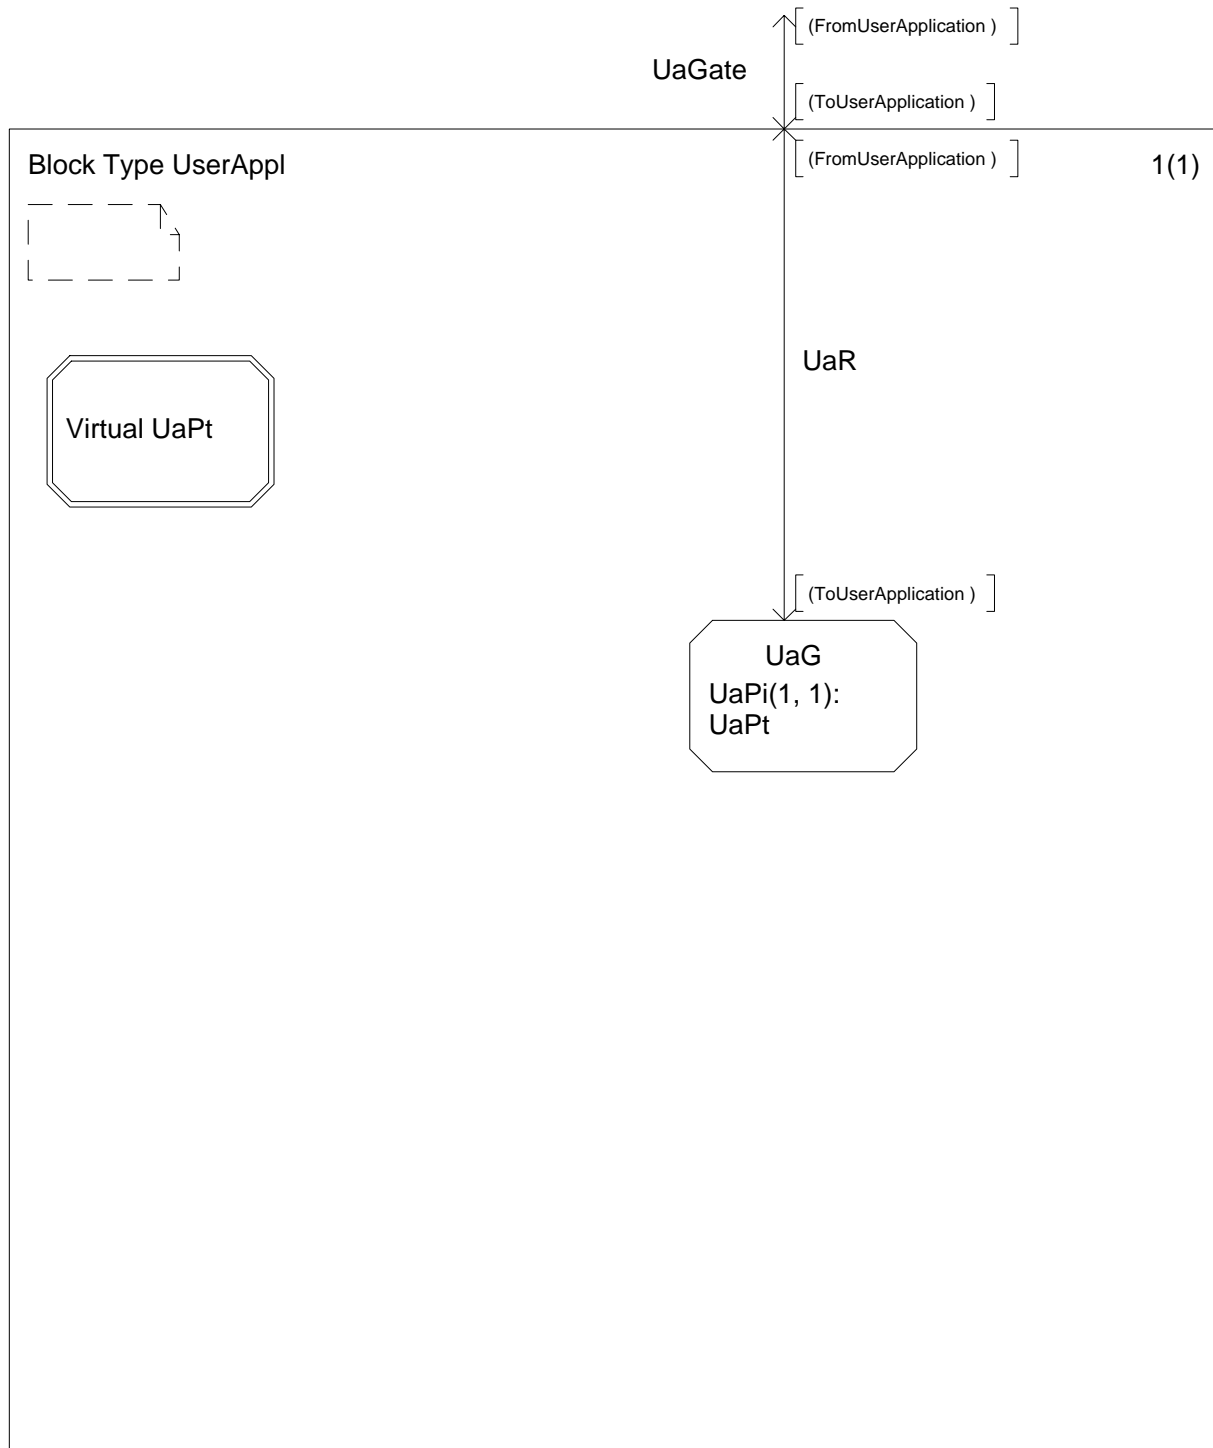 (FromUserApplication )
UaGate
(ToUserApplication )
Block Type UserAppl
(FromUserApplication )
1(1)
UaR
Virtual UaPt
(ToUserApplication )
UaG
UaPi(1, 1):
UaPt